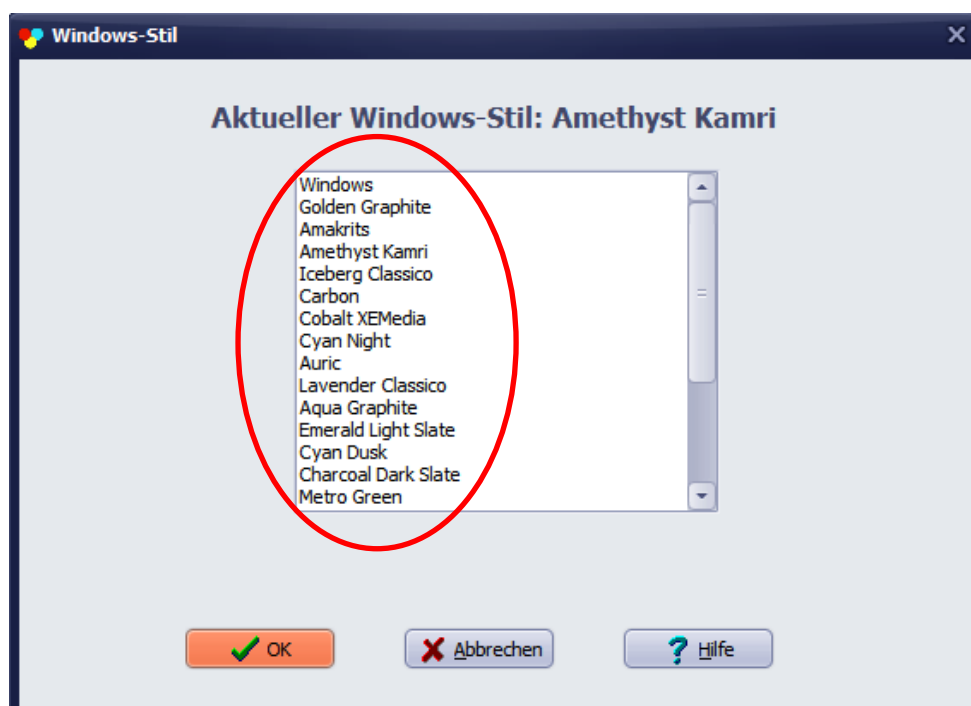 Windows-Stil
Aktueller Windows-Stil: Amethyst Kamri
Windows
Golden Graphite
Amakrits
Amethyst Kamri
Iceberg Classico
Carbon
Cobalt XEMedia
Cyan Night
Auric
Lavender Classico
Aqua Graphite
Emerald Light Slate
Cyan Dusk
Charcoal Dark Slate
Metro Green
OK Abbrechen Hilfe